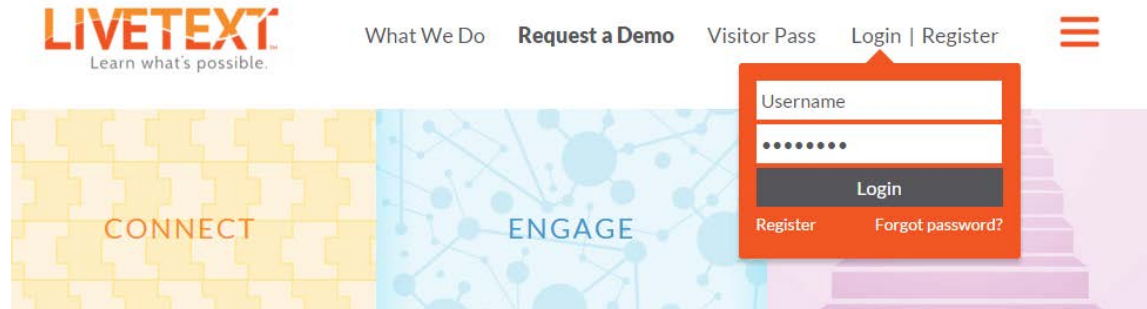 LIVETEXT
Learn what's possible.
What We Do Request a Demo Visitor Pass Login | Register
Username
••••••••
Login
Register Forgot password?
CONNECT
ENGAGE